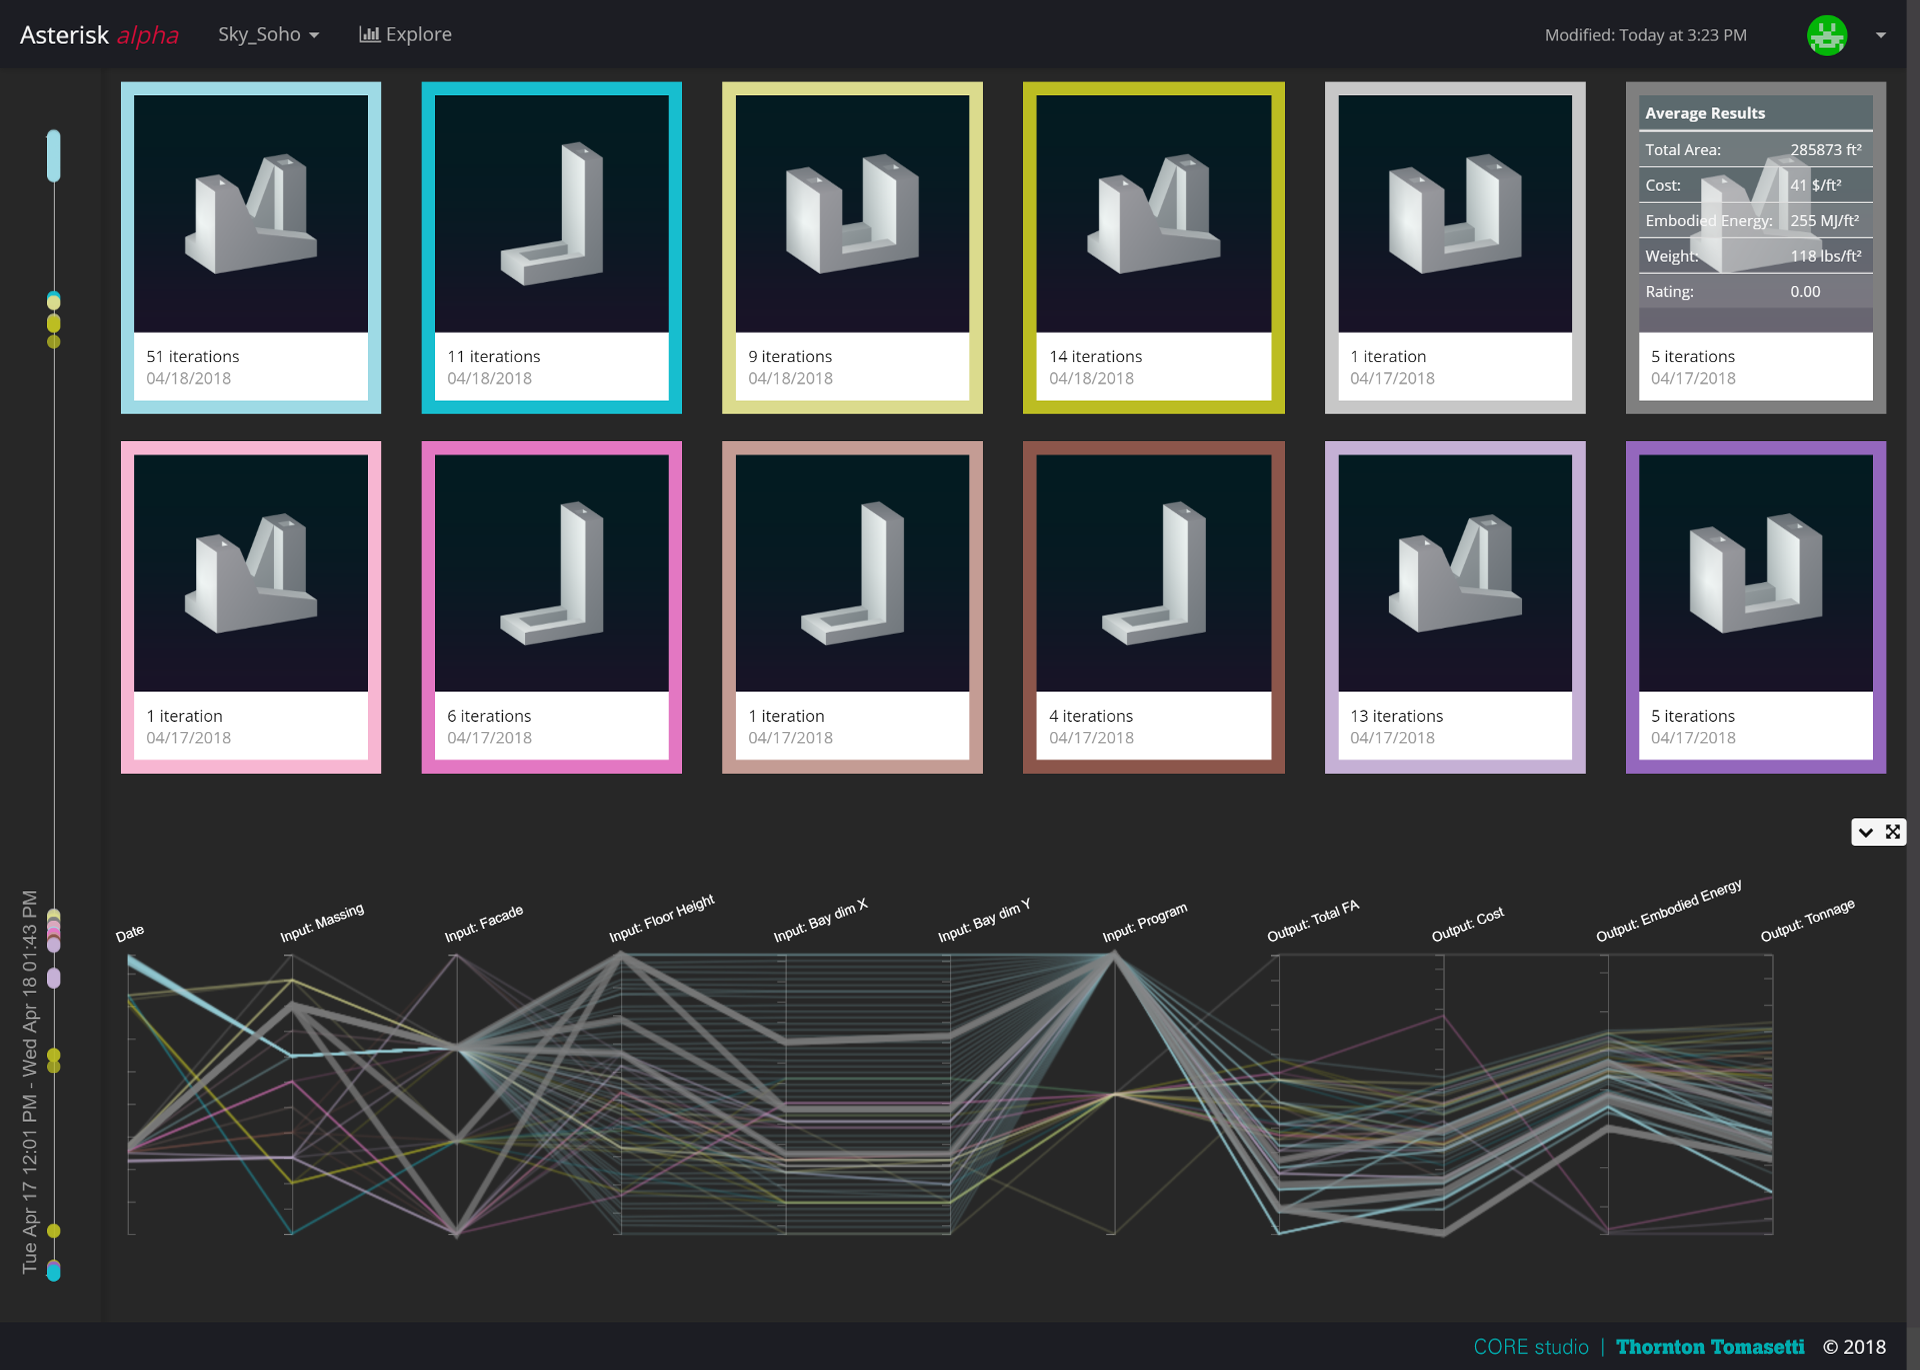 Asterisk alpha
Sky_Soho
Explore
Modified: Today at 3:23 PM
51 iterations
04/18/2018
11 iterations
04/18/2018
9 iterations
04/18/2018
14 iterations
04/18/2018
1 iteration
04/17/2018
Average Results
Total Area: 285873 ft²
Cost: 41 $/ft²
Embodied Energy: 255 MJ/ft²
Weight: 118 lbs/ft²
Rating: 0.00
5 iterations
04/17/2018
1 iteration
04/17/2018
6 iterations
04/17/2018
1 iteration
04/17/2018
4 iterations
04/17/2018
13 iterations
04/17/2018
5 iterations
04/17/2018
Tue Apr 17 12:01 PM - Wed Apr 18 01:43 PM
Date
Input: Massing
Input: Facade
Input: Floor Height
Input: Bay dim X
Input: Bay dim Y
Input: Program
Output: Total FA
Output: Cost
Output: Embodied Energy
Output: Tonnage
CORE studio | Thornton Tomasetti © 2018